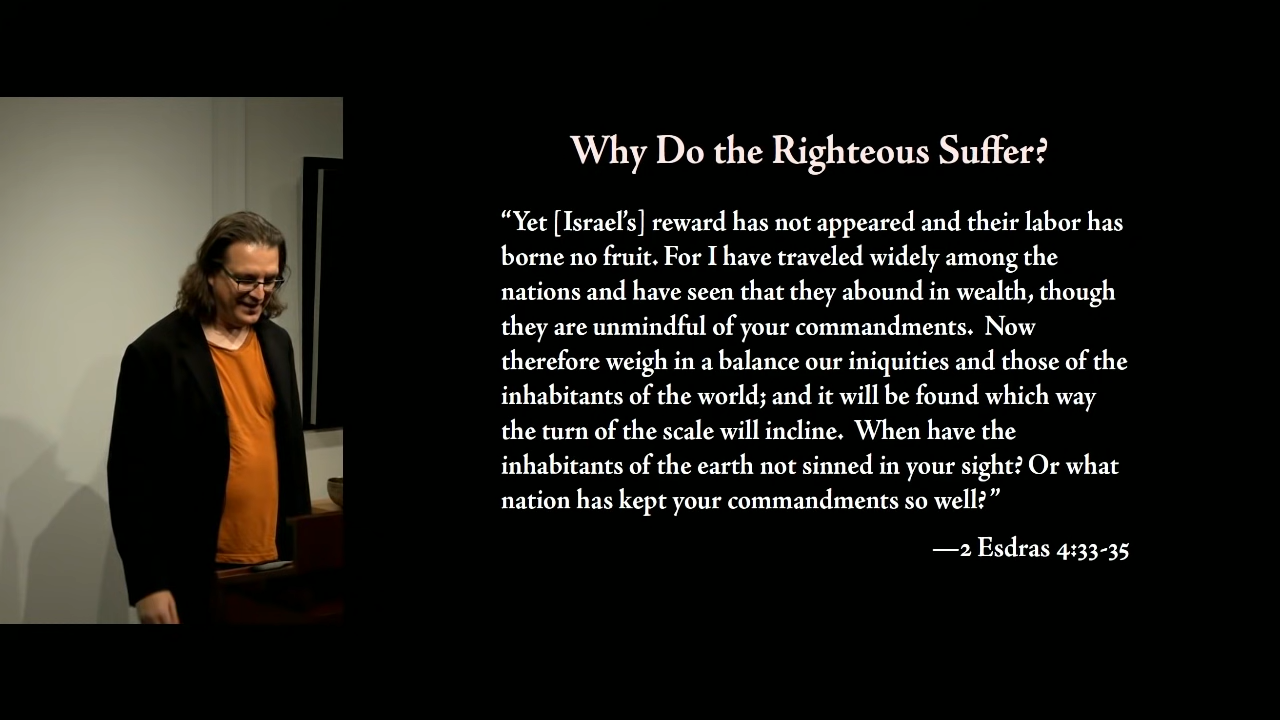 Why Do the Righteous Suffer?
“Yet [Israel’s] reward has not appeared and their labor has
borne no fruit. For I have traveled widely among the
nations and have seen that they abound in wealth, though
they are unmindful of your commandments.  Now
therefore weigh in a balance our iniquities and those of the
inhabitants of the world; and it will be found which way
the turn of the scale will incline.  When have the
inhabitants of the earth not sinned in your sight? Or what
nation has kept your commandments so well?”
—2 Esdras 4:33-35